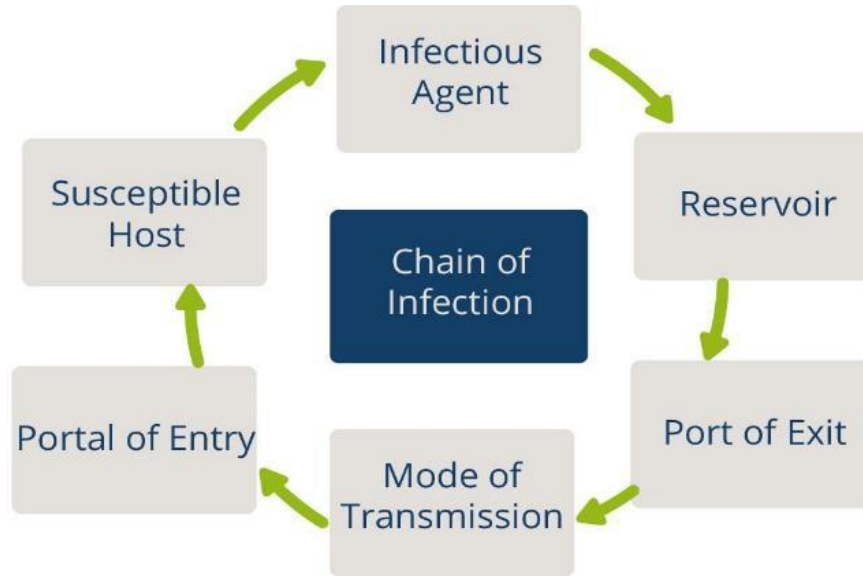 Infectious
Agent
Reservoir
Port of Exit
Mode of
Transmission
Portal of Entry
Susceptible
Host
Chain of
Infection